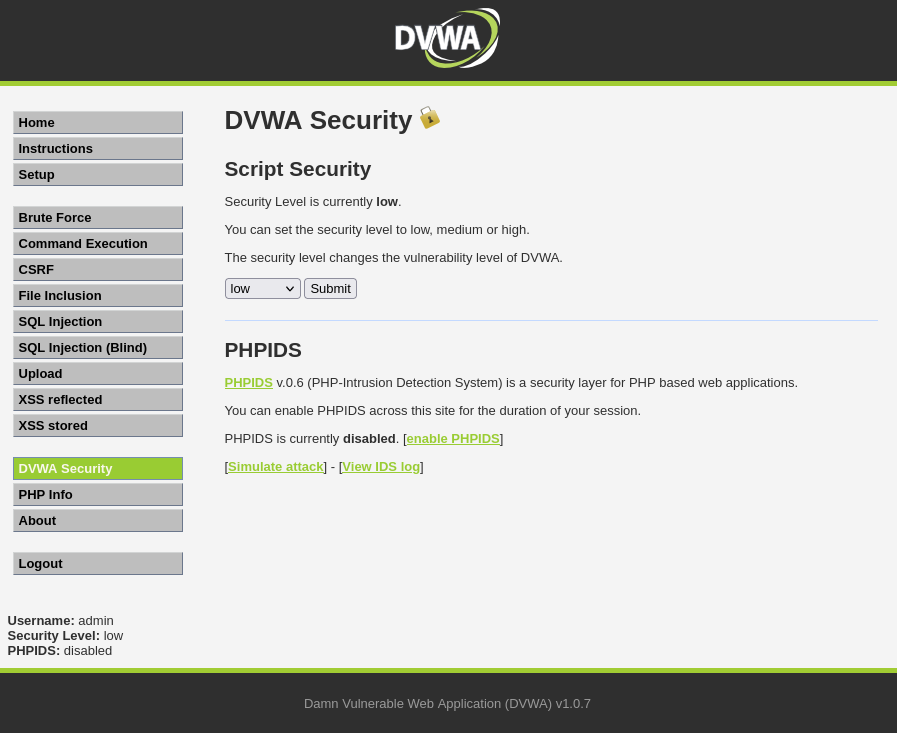 DVWA
Home
Instructions
Setup
Brute Force
Command Execution
CSRF
File Inclusion
SQL Injection
SQL Injection (Blind)
Upload
XSS reflected
XSS stored
DVWA Security
PHP Info
About
Logout
Username: admin
Security Level: low
PHPIDS: disabled
DVWA Security
Script Security
Security Level is currently low.
You can set the security level to low, medium or high.
The security level changes the vulnerability level of DVWA.
low Submit
PHPIDS
PHPIDS v.0.6 (PHP-Intrusion Detection System) is a security layer for PHP based web applications.
You can enable PHPIDS across this site for the duration of your session.
PHPIDS is currently disabled. [enable PHPIDS]
[Simulate attack] - [View IDS log]
Damn Vulnerable Web Application (DVWA) v1.0.7